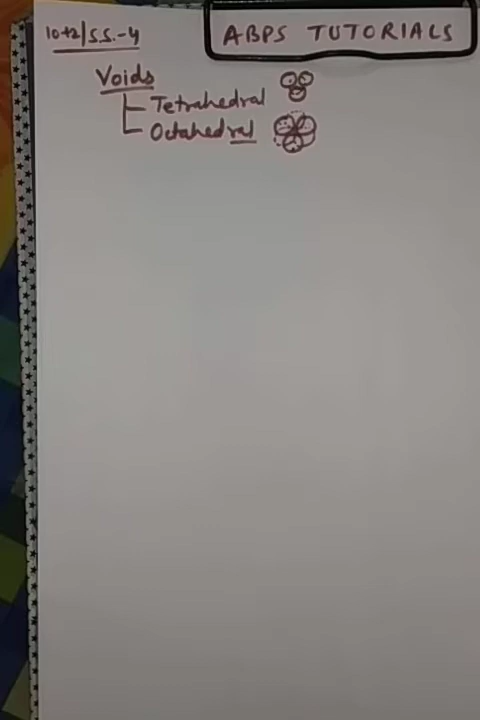 10+2/S.S.-4
ABPS TUTORIALS
Voids
Tetrahedral
Octahedral